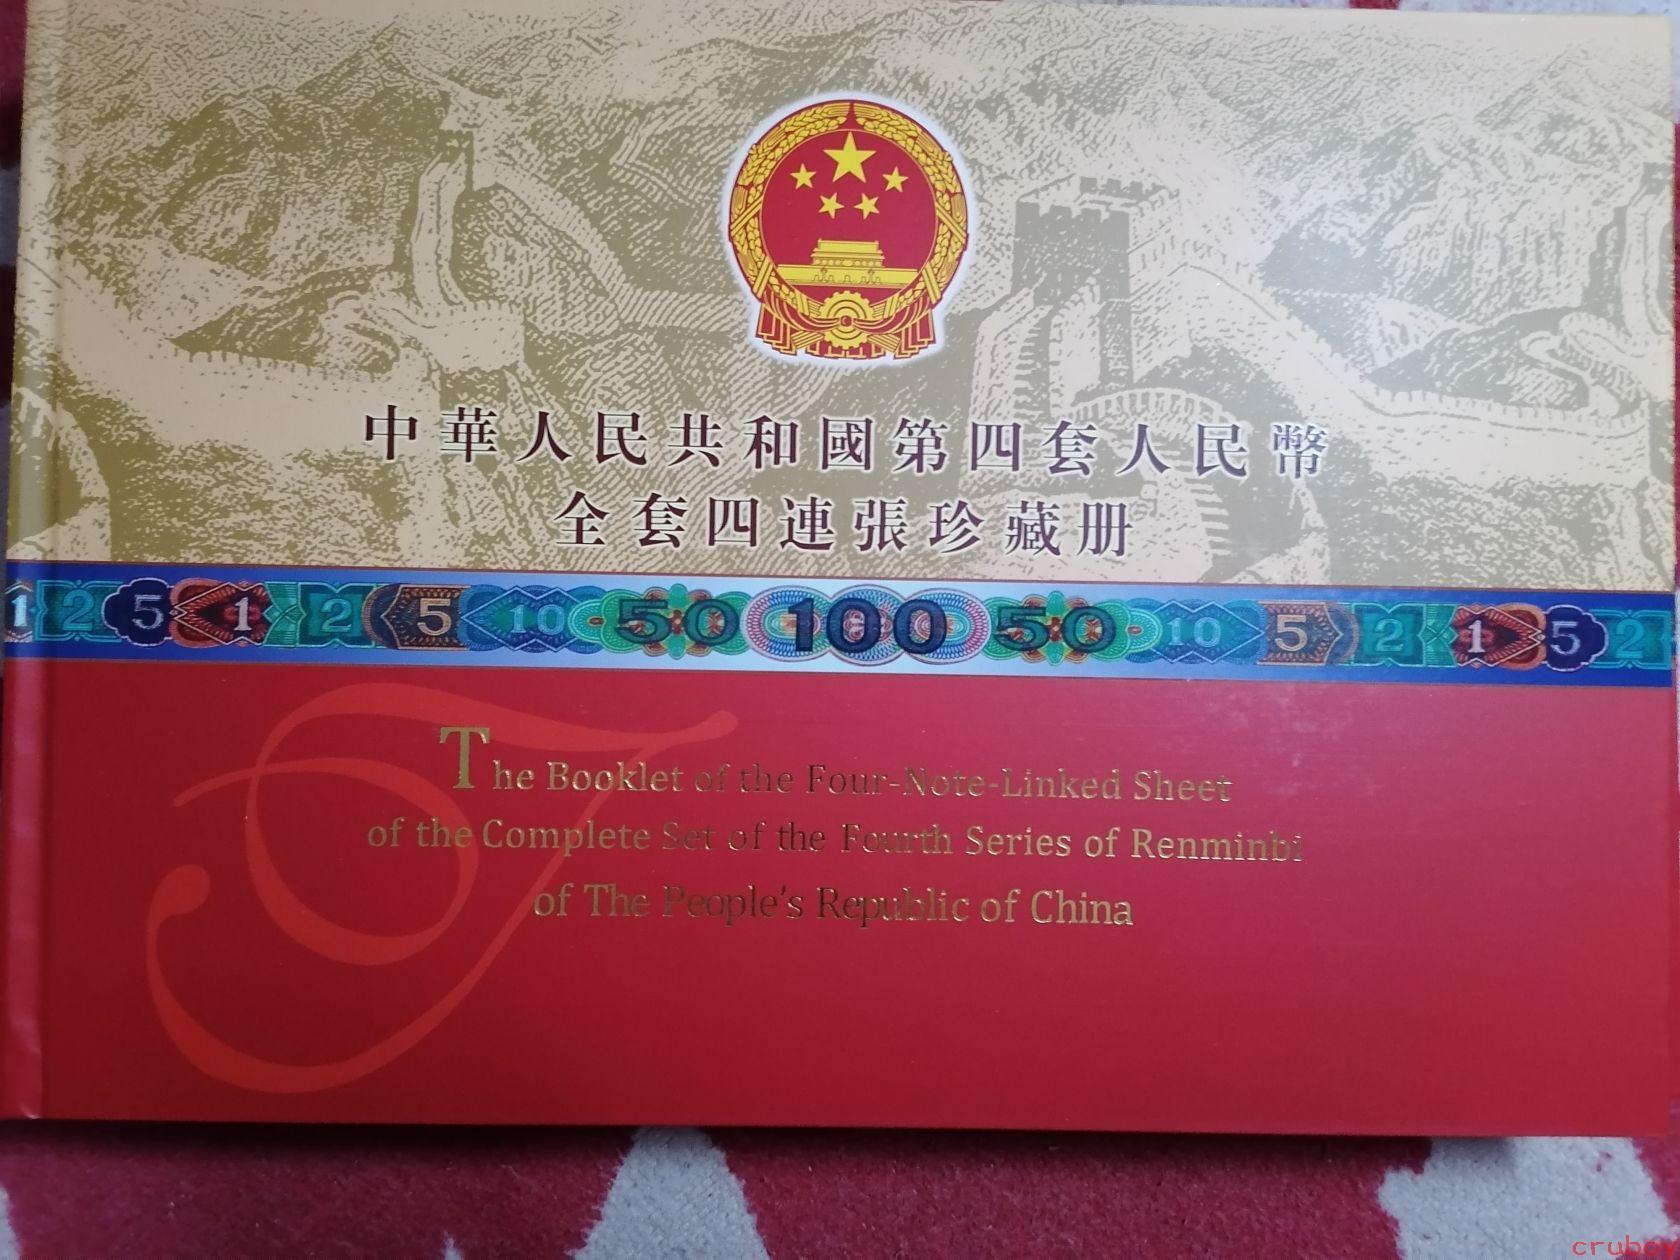 中華人民共和國第四套人民幣
全套四連張珍藏册
1 2 5 1 2 5 10 50 100 50 10 5 2 1 5 2
The Booklet of the Four-Note-Linked Sheet
of the Complete Set of the Fourth Series of Renminbi
of The People's Republic of China